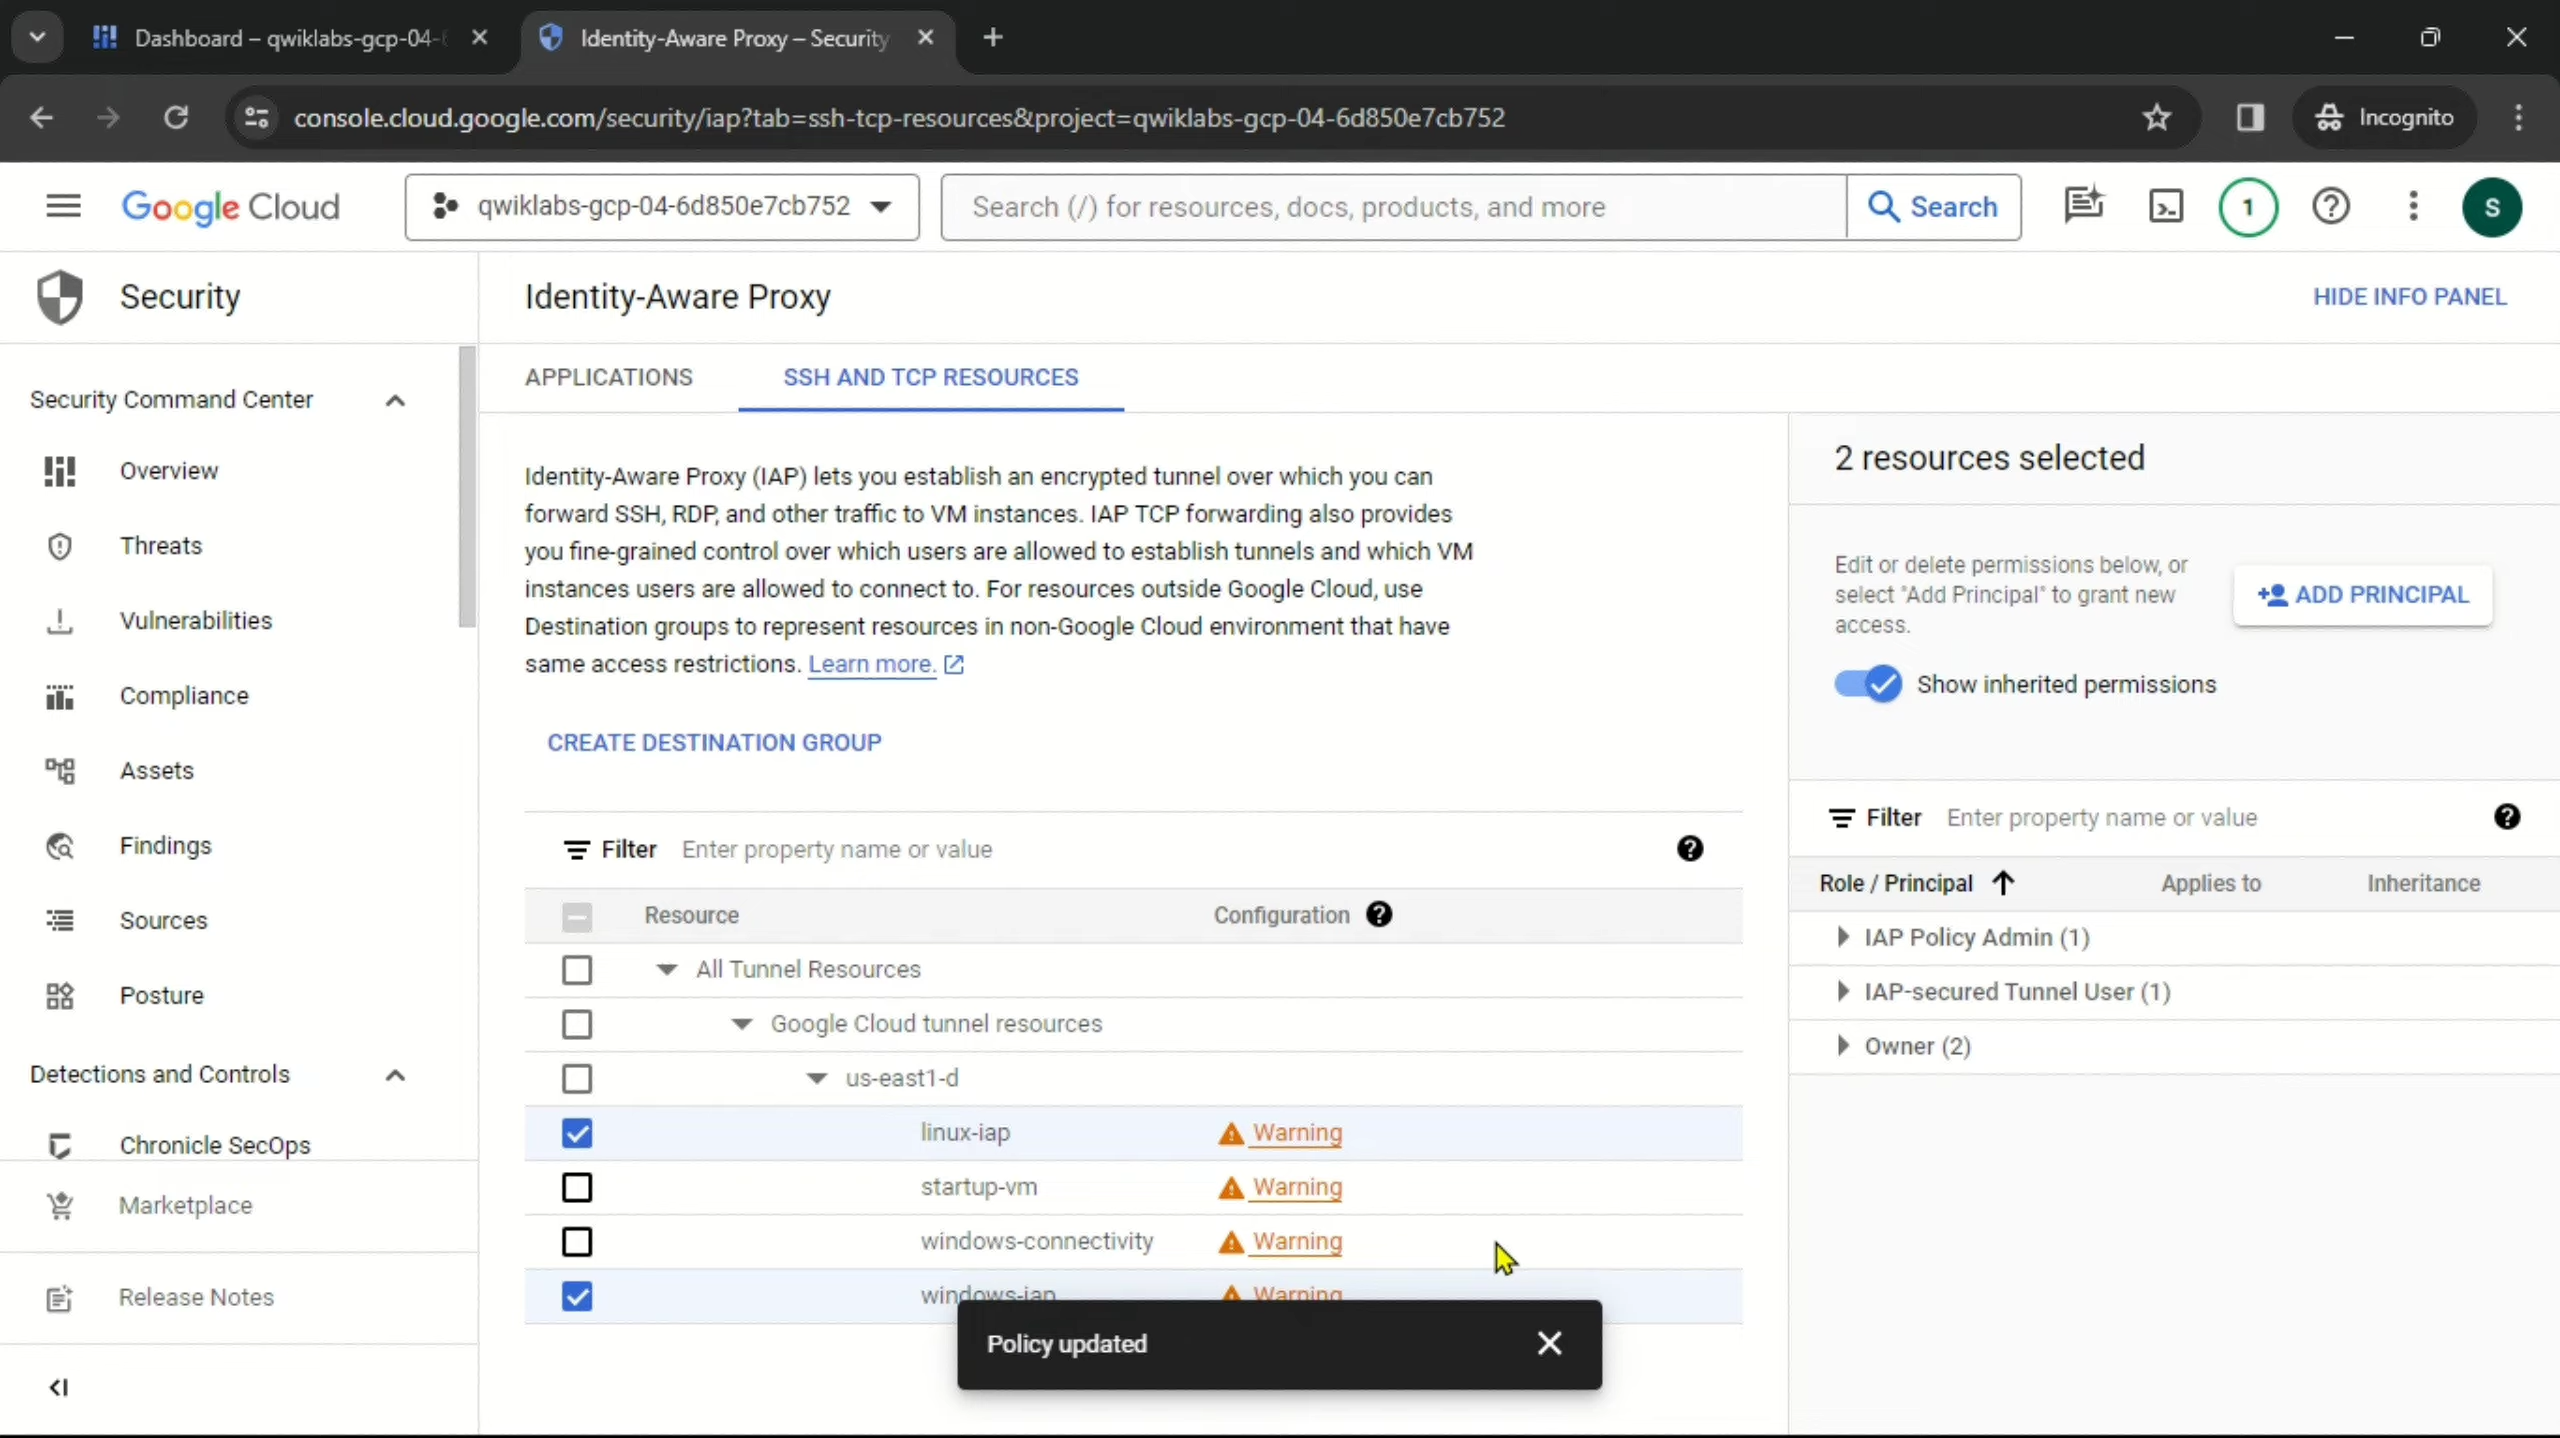 Dashboard – qwiklabs-gcp-04-
Identity-Aware Proxy – Security
console.cloud.google.com/security/iap?tab=ssh-tcp-resources&project=qwiklabs-gcp-04-6d850e7cb752
Incognito
Google Cloud
qwiklabs-gcp-04-6d850e7cb752
Search (/) for resources, docs, products, and more
Search
1
S
Security
Identity-Aware Proxy
HIDE INFO PANEL
Security Command Center
Overview
Threats
Vulnerabilities
Compliance
Assets
Findings
Sources
Posture
Detections and Controls
Chronicle SecOps
Marketplace
Release Notes
APPLICATIONS
SSH AND TCP RESOURCES
Identity-Aware Proxy (IAP) lets you establish an encrypted tunnel over which you can
forward SSH, RDP, and other traffic to VM instances. IAP TCP forwarding also provides
you fine-grained control over which users are allowed to establish tunnels and which VM
instances users are allowed to connect to. For resources outside Google Cloud, use
Destination groups to represent resources in non-Google Cloud environment that have
same access restrictions. Learn more.
CREATE DESTINATION GROUP
Filter Enter property name or value
Resource Configuration
All Tunnel Resources
Google Cloud tunnel resources
us-east1-d
linux-iap Warning
startup-vm Warning
windows-connectivity Warning
windows-iap Warning
Policy updated
2 resources selected
Edit or delete permissions below, or
select "Add Principal" to grant new
access.
ADD PRINCIPAL
Show inherited permissions
Filter Enter property name or value
Role / Principal Applies to Inheritance
IAP Policy Admin (1)
IAP-secured Tunnel User (1)
Owner (2)